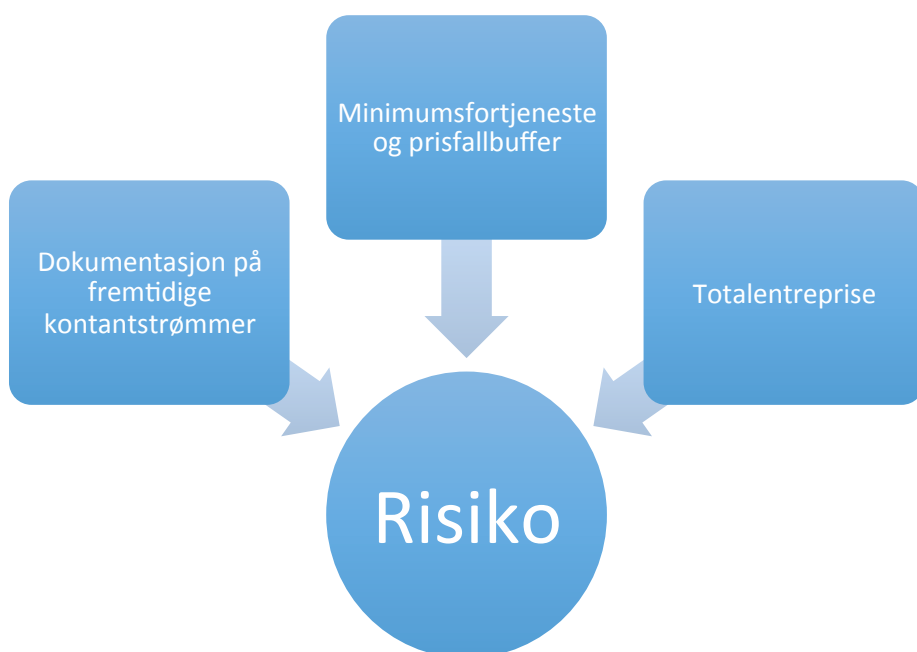 Minimumsfortjeneste
og prisfallbuffer
Dokumentasjon på
fremtidige
kontantstrømmer
Totalentreprise
Risiko